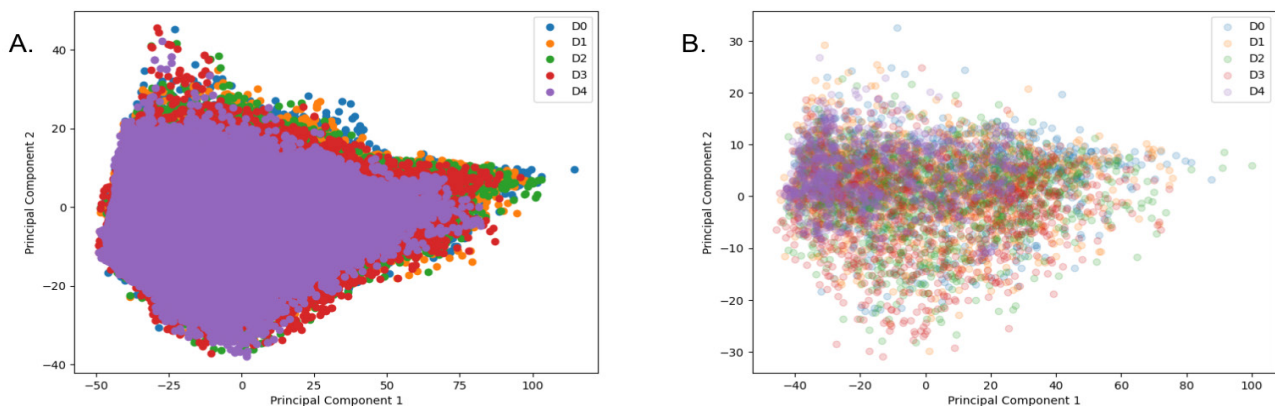 A.
Principal Component 2
40
20
0
−20
−40
−50
−25
0
25
50
75
100
Principal Component 1
D0
D1
D2
D3
D4
B.
Principal Component 2
30
20
10
0
−10
−20
−30
−40
−20
0
20
40
60
80
100
Principal Component 1
D0
D1
D2
D3
D4